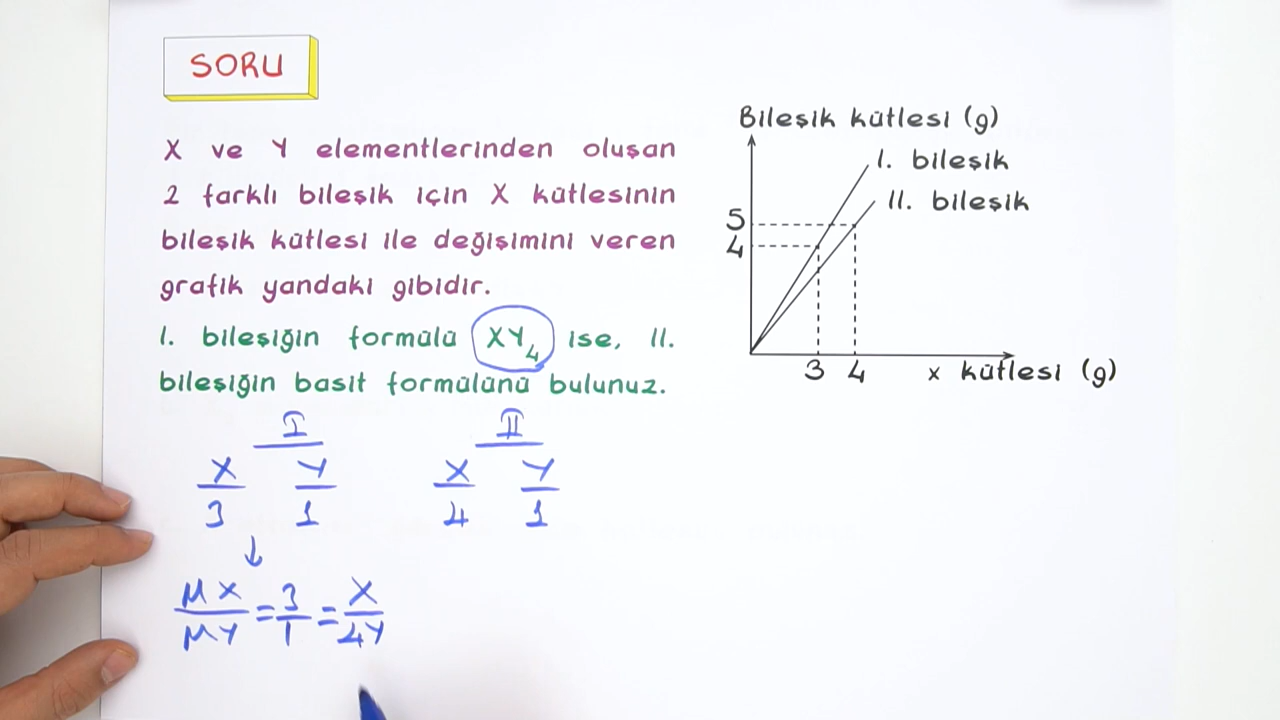 SORU
X ve Y elementlerinden oluşan
2 farklı bileşik için X kütlesinin
bileşik kütlesi ile değişimini veren
grafik yandaki gibidir.
I. bileşiğin formülü XY₄ ise, II.
bileşiğin basit formülünü bulunuz.
Bileşik kütlesi (g)
I. bileşik
II. bileşik
5
4
3 4 x kütlesi (g)
I II
X Y X Y
3 1 4 1
↓
MX/MY = 3/1 = X/4Y